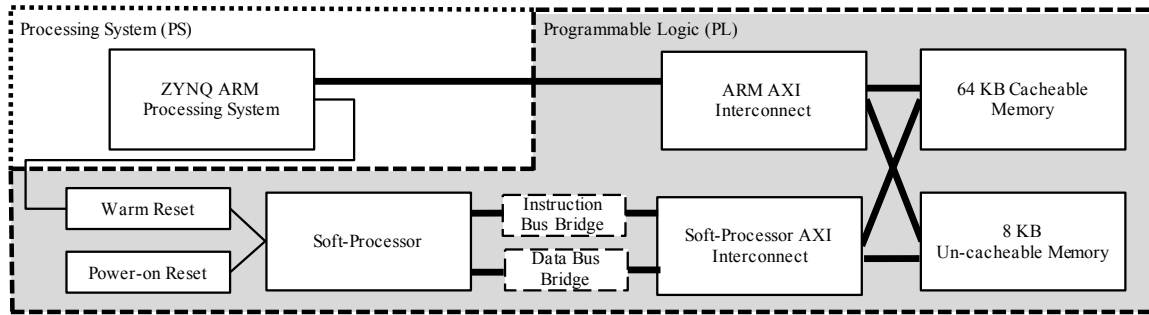 Processing System (PS)
Programmable Logic (PL)
ZYNQ ARM
Processing System
ARM AXI
Interconnect
64 KB Cacheable
Memory
Warm Reset
Power-on Reset
Soft-Processor
Instruction
Bus Bridge
Data Bus
Bridge
Soft-Processor AXI
Interconnect
8 KB
Un-cacheable Memory